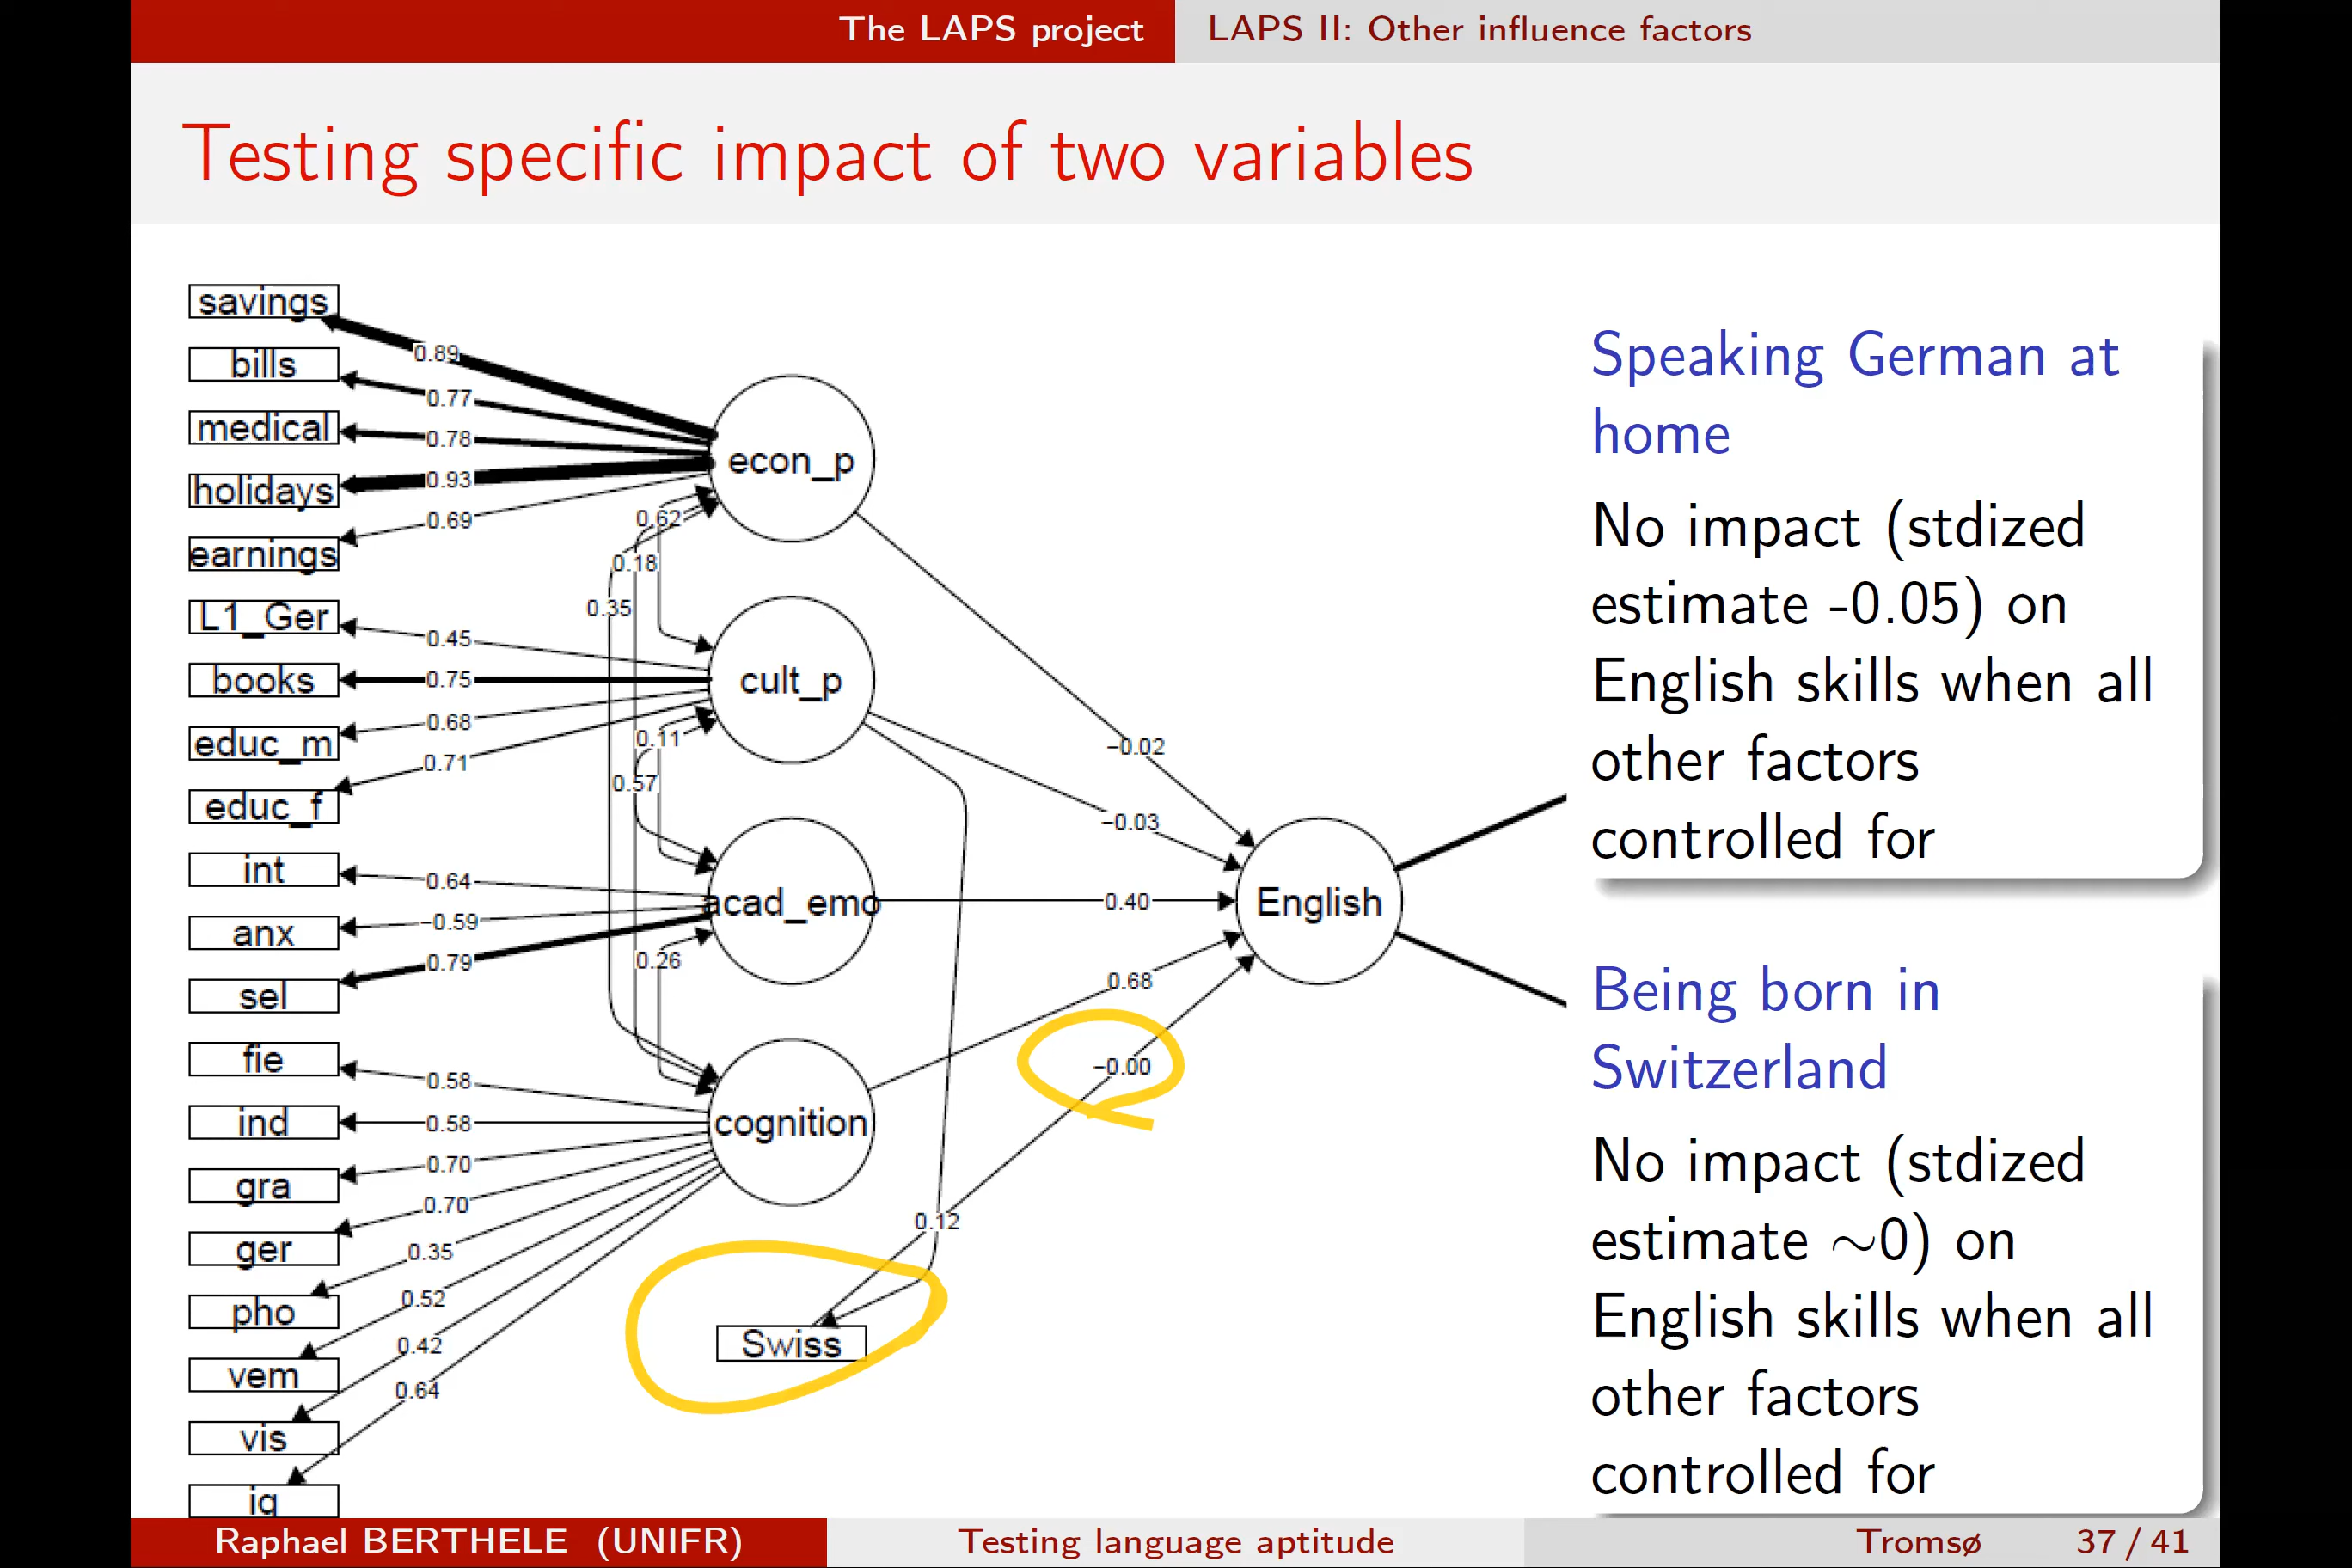 The LAPS project LAPS II: Other influence factors
Testing specific impact of two variables
savings
bills
medical
holidays
earnings
L1_Ger
books
educ_m
educ_f
int
anx
sel
fie
ind
gra
ger
pho
vem
vis
iq
0.89
0.77
0.78
0.93
0.69
0.45
0.75
0.68
0.71
0.64
−0.59
0.79
0.58
0.58
0.70
0.70
0.35
0.52
0.42
0.64
0.62
0.18
0.35
0.11
0.57
0.26
econ_p
cult_p
acad_emo
cognition
Swiss
−0.02
−0.03
0.40
0.68
−0.00
0.12
English
Speaking German at
home
No impact (stdized
estimate -0.05) on
English skills when all
other factors
controlled for
Being born in
Switzerland
No impact (stdized
estimate ∼0) on
English skills when all
other factors
controlled for
Raphael BERTHELE (UNIFR) Testing language aptitude Tromsø 37 / 41